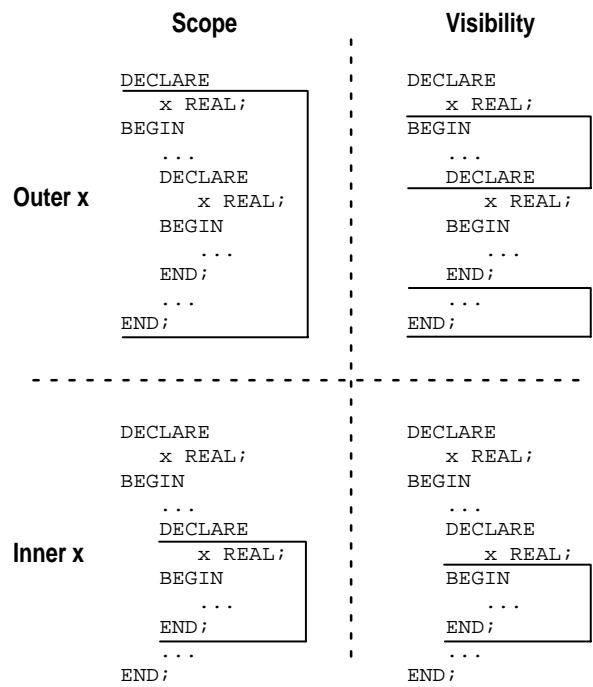 Scope
Visibility
Outer x
DECLARE
x REAL;
BEGIN
...
DECLARE
x REAL;
BEGIN
...
END;
...
END;
DECLARE
x REAL;
BEGIN
...
DECLARE
x REAL;
BEGIN
...
END;
...
END;
Inner x
DECLARE
x REAL;
BEGIN
...
DECLARE
x REAL;
BEGIN
...
END;
...
END;
DECLARE
x REAL;
BEGIN
...
DECLARE
x REAL;
BEGIN
...
END;
...
END;